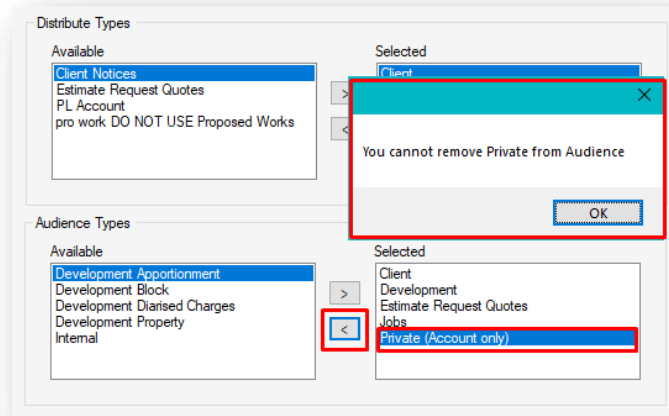 Distribute Types
Available
Client Notices
Estimate Request Quotes
PL Account
pro work DO NOT USE Proposed Works
>
<
Selected
Client
You cannot remove Private from Audience
OK
Audience Types
Available
Development Apportionment
Development Block
Development Diarised Charges
Development Property
Internal
>
<
Selected
Client
Development
Estimate Request Quotes
Jobs
Private (Account only)